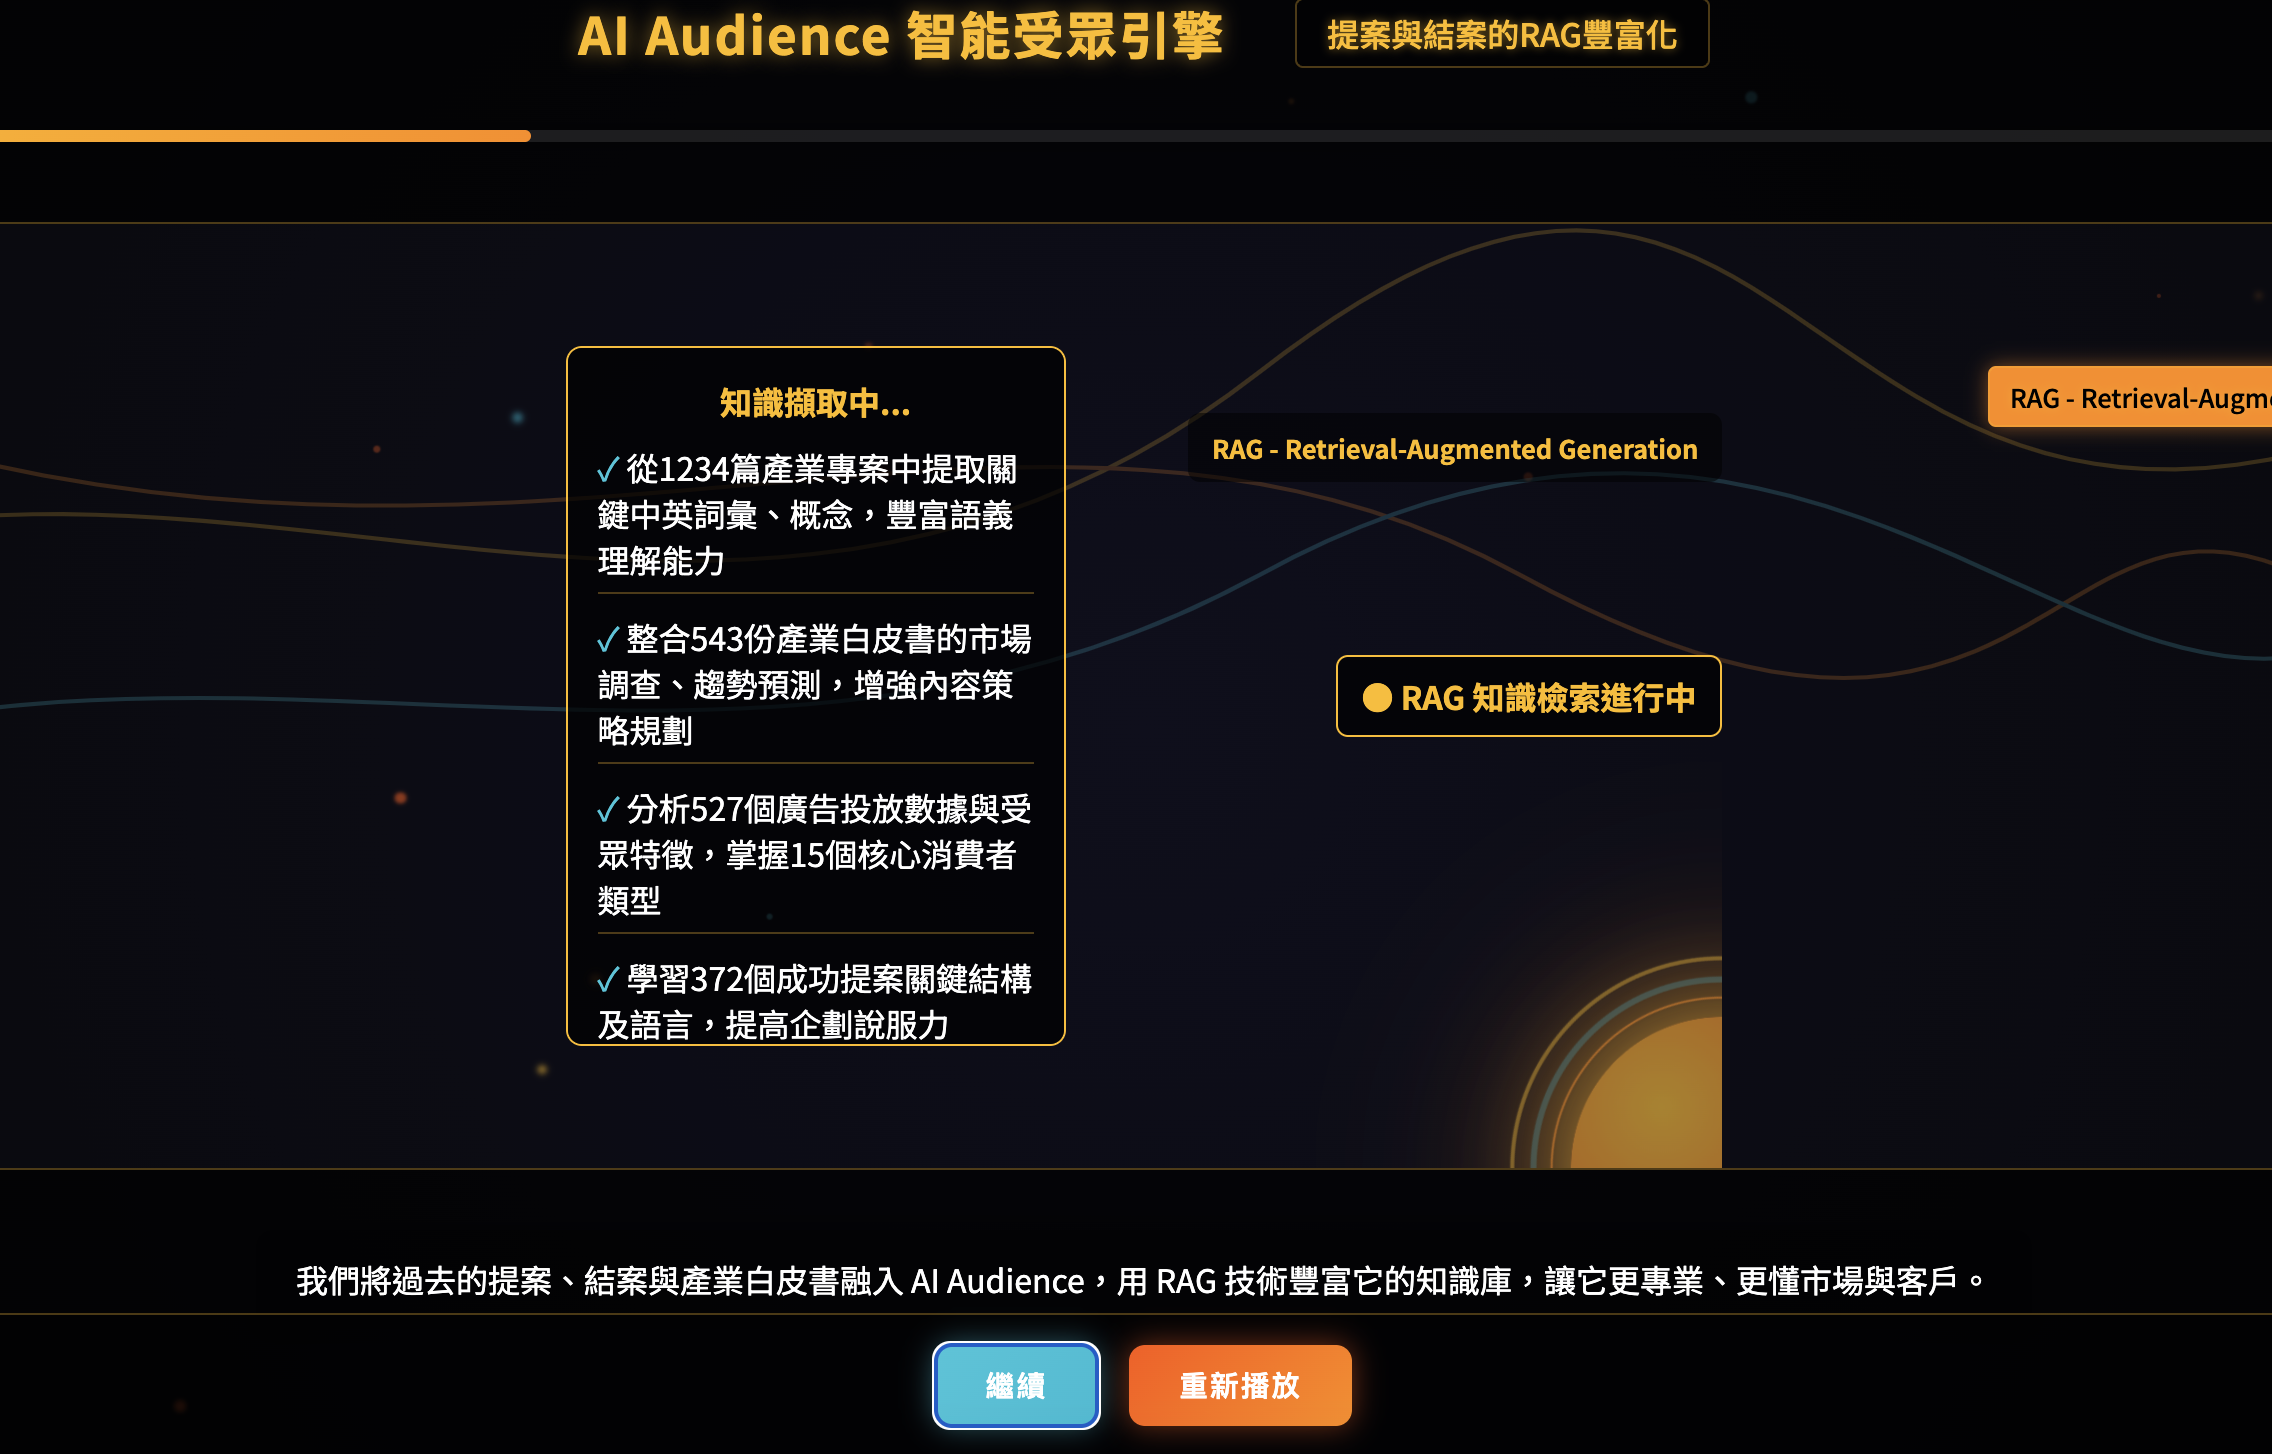 AI Audience 智能受眾引擎
提案與結案的RAG豐富化
知識擷取中...
✓ 從1234篇產業專案中提取關
鍵中英詞彙、概念，豐富語義
理解能力
✓ 整合543份產業白皮書的市場
調查、趨勢預測，增強內容策
略規劃
✓ 分析527個廣告投放數據與受
眾特徵，掌握15個核心消費者
類型
✓ 學習372個成功提案關鍵結構
及語言，提高企劃說服力
RAG - Retrieval-Augmented Generation
RAG - Retrieval-Augm
RAG 知識檢索進行中
我們將過去的提案、結案與產業白皮書融入 AI Audience，用 RAG 技術豐富它的知識庫，讓它更專業、更懂市場與客戶。
繼續
重新播放